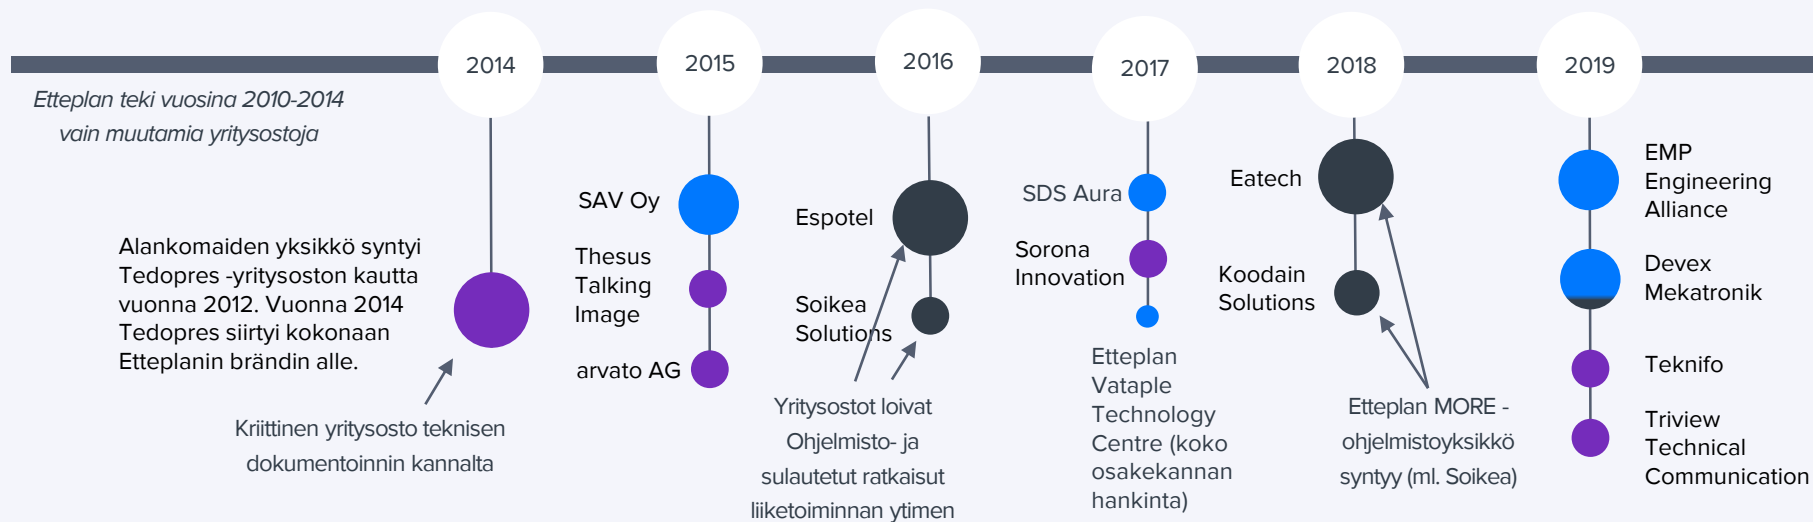 2014
2015
2016
2017
2018
2019
Etteplan teki vuosina 2010-2014
vain muutamia yritysostoja
Alankomaiden yksikkö syntyi
Tedopres -yritysoston kautta
vuonna 2012. Vuonna 2014
Tedopres siirtyi kokonaan
Etteplanin brändin alle.
Kriittinen yritysosto teknisen
dokumentoinnin kannalta
SAV Oy
Thesus
Talking
Image
arvato AG
Espotel
Soikea
Solutions
Yritysostot loivat
Ohjelmisto- ja
sulautetut ratkaisut
liiketoiminnan ytimen
SDS Aura
Sorona
Innovation
Etteplan
Vataple
Technology
Centre (koko
osakekannan
hankinta)
Eatech
Koodain
Solutions
Etteplan MORE -
ohjelmistoyksikkö
syntyy (ml. Soikea)
EMP
Engineering
Alliance
Devex
Mekatronik
Teknifo
Triview
Technical
Communication